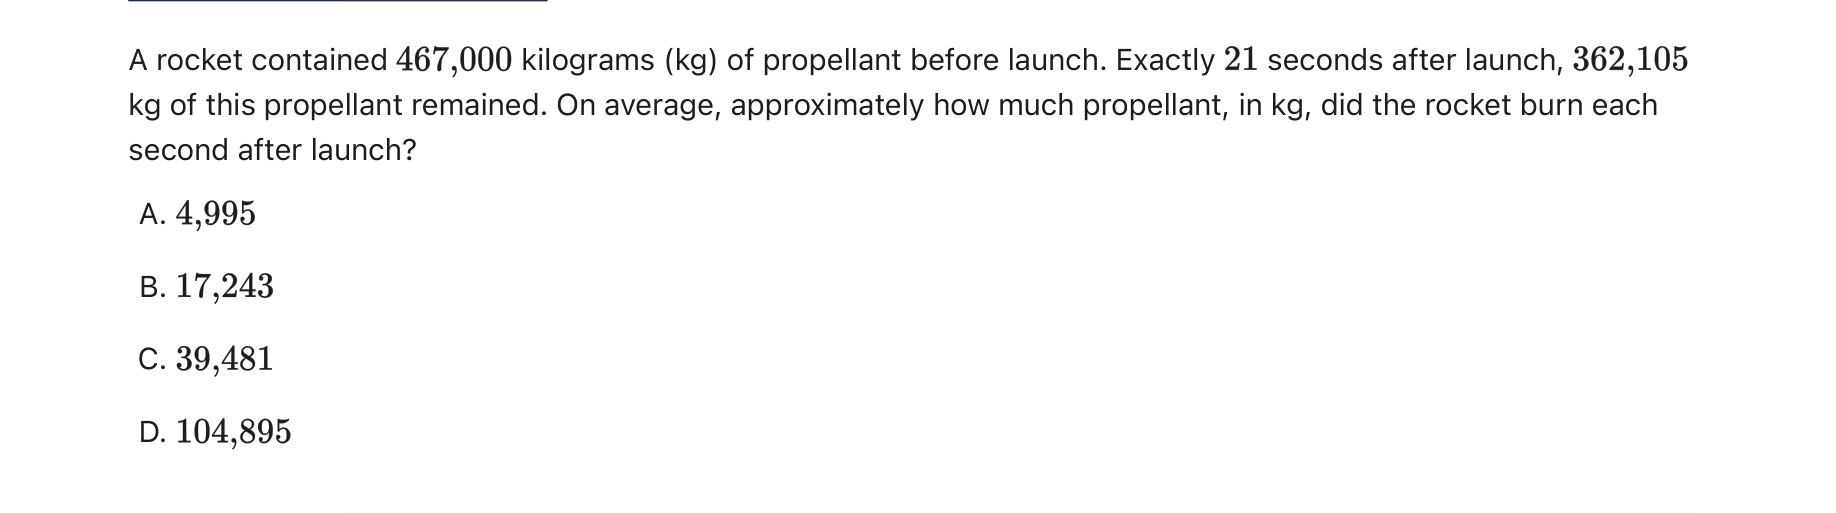 A rocket contained 467,000 kilograms (kg) of propellant before launch. Exactly 21 seconds after launch, 362,105
kg of this propellant remained. On average, approximately how much propellant, in kg, did the rocket burn each
second after launch?
A. 4,995
B. 17,243
C. 39,481
D. 104,895